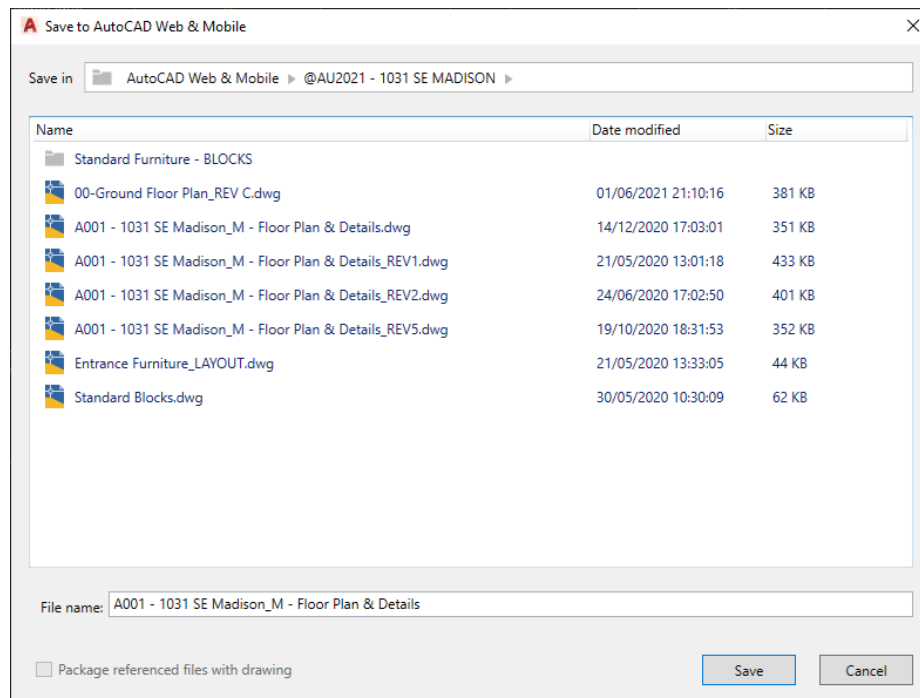 Save to AutoCAD Web & Mobile
Save in AutoCAD Web & Mobile @AU2021 - 1031 SE MADISON
Name Date modified Size
Standard Furniture - BLOCKS
00-Ground Floor Plan_REV C.dwg 01/06/2021 21:10:16 381 KB
A001 - 1031 SE Madison_M - Floor Plan & Details.dwg 14/12/2020 17:03:01 351 KB
A001 - 1031 SE Madison_M - Floor Plan & Details_REV1.dwg 21/05/2020 13:01:18 433 KB
A001 - 1031 SE Madison_M - Floor Plan & Details_REV2.dwg 24/06/2020 17:02:50 401 KB
A001 - 1031 SE Madison_M - Floor Plan & Details_REV5.dwg 19/10/2020 18:31:53 352 KB
Entrance Furniture_LAYOUT.dwg 21/05/2020 13:33:05 44 KB
Standard Blocks.dwg 30/05/2020 10:30:09 62 KB
File name: A001 - 1031 SE Madison_M - Floor Plan & Details
Package referenced files with drawing Save Cancel